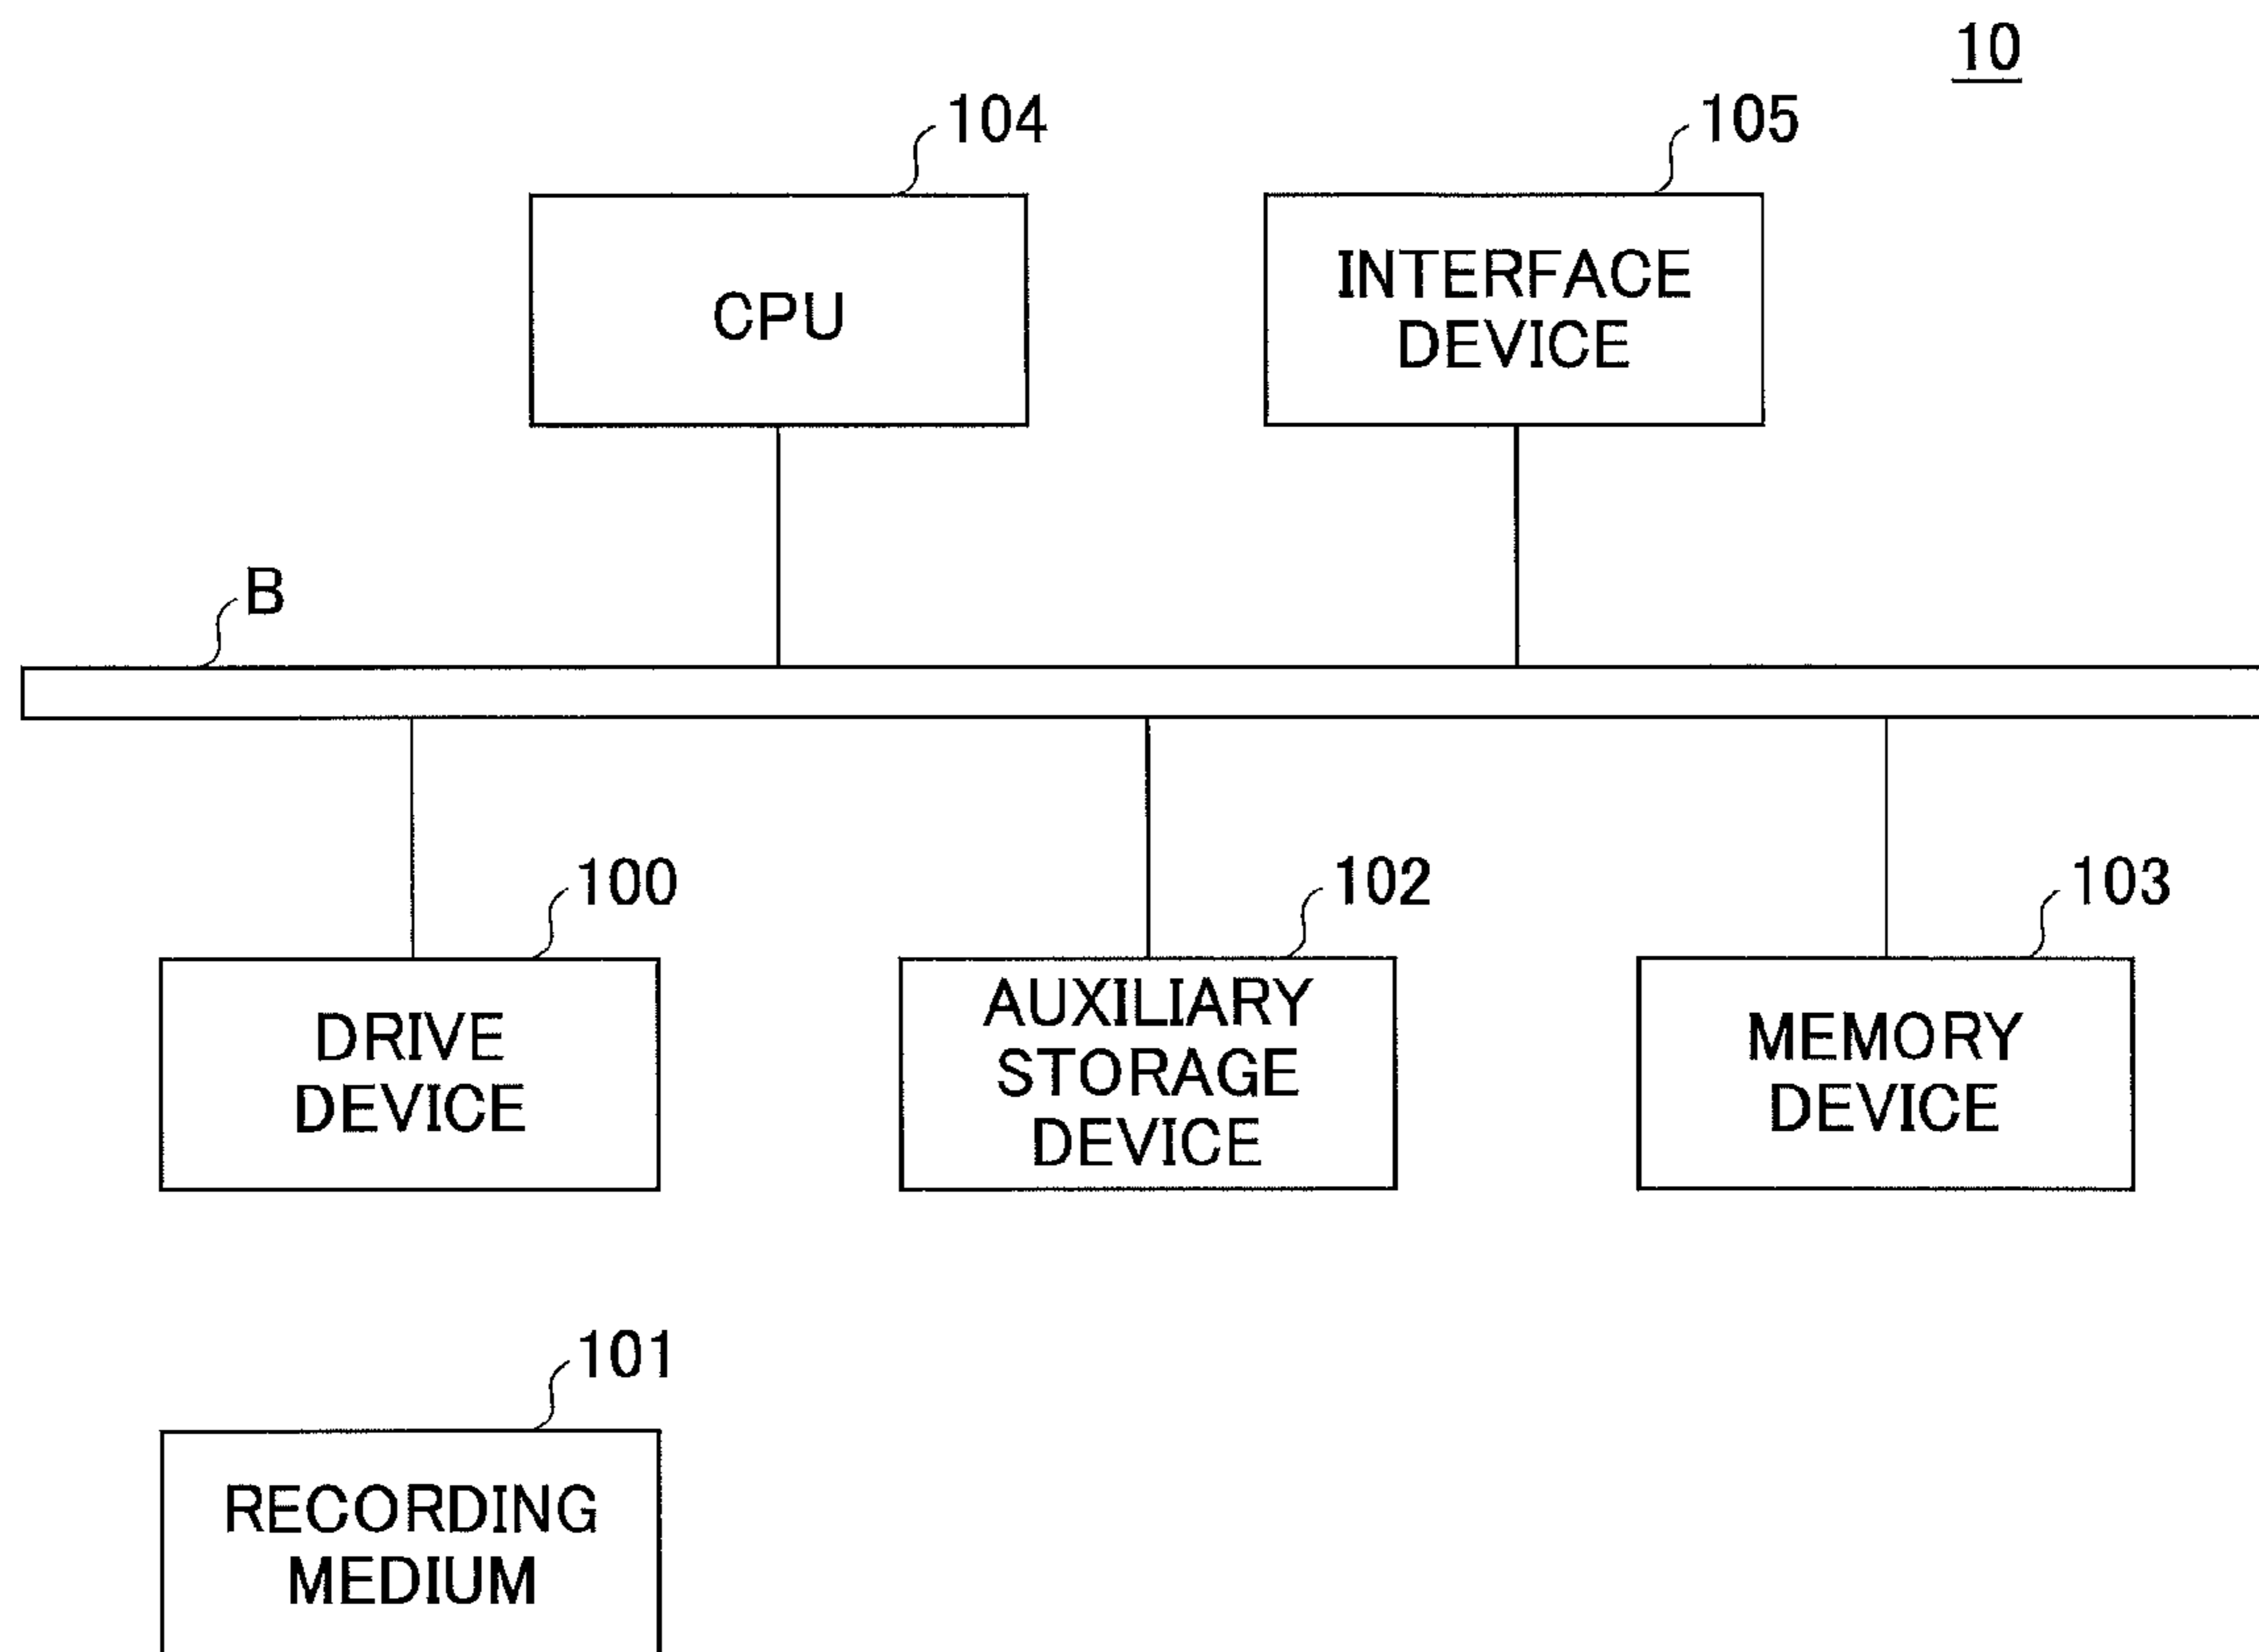 10
104
105
CPU
INTERFACE
DEVICE
B
100
102
103
DRIVE
DEVICE
AUXILIARY
STORAGE
DEVICE
MEMORY
DEVICE
101
RECORDING
MEDIUM